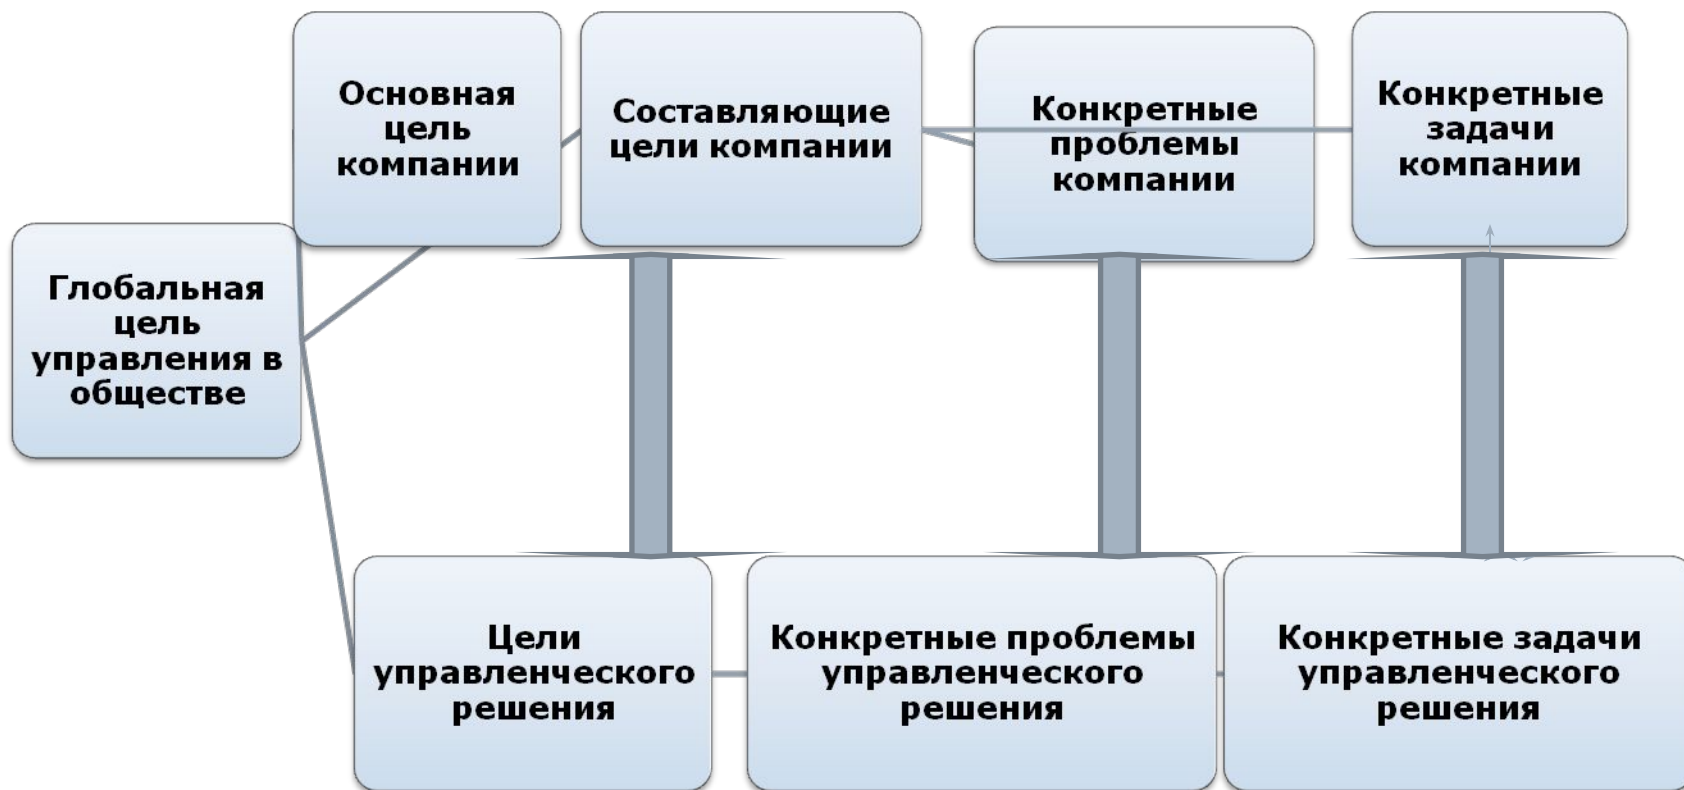 Основная
цель
компании
Составляющие
цели компании
Конкретные
проблемы
компании
Конкретные
задачи
компании
Глобальная
цель
управления в
обществе
Цели
управленческого
решения
Конкретные проблемы
управленческого
решения
Конкретные задачи
управленческого
решения